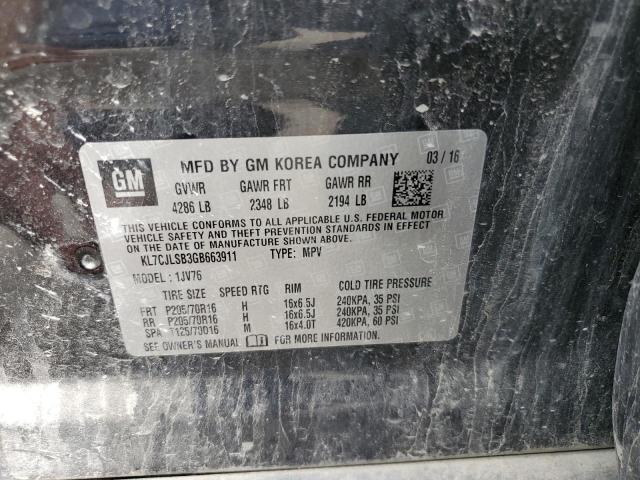 GM
MFD BY GM KOREA COMPANY 03 / 16
GVWR GAWR FRT GAWR RR
4286 LB 2348 LB 2194 LB
THIS VEHICLE CONFORMS TO ALL APPLICABLE U.S. FEDERAL MOTOR
VEHICLE SAFETY AND THEFT PREVENTION STANDARDS IN EFFECT
ON THE DATE OF MANUFACTURE SHOWN ABOVE.
KL7CJLSB3GB663911 TYPE: MPV
MODEL : 1JV76
TIRE SIZE SPEED RTG RIM COLD TIRE PRESSURE
FRT P205/70R16 H 16x6.5J 240KPA, 35 PSI
RR P205/70R16 H 16x6.5J 240KPA, 35 PSI
SPA T125/70D16 M 16x4.0T 420KPA, 60 PSI
SEE OWNER'S MANUAL FOR MORE INFORMATION.